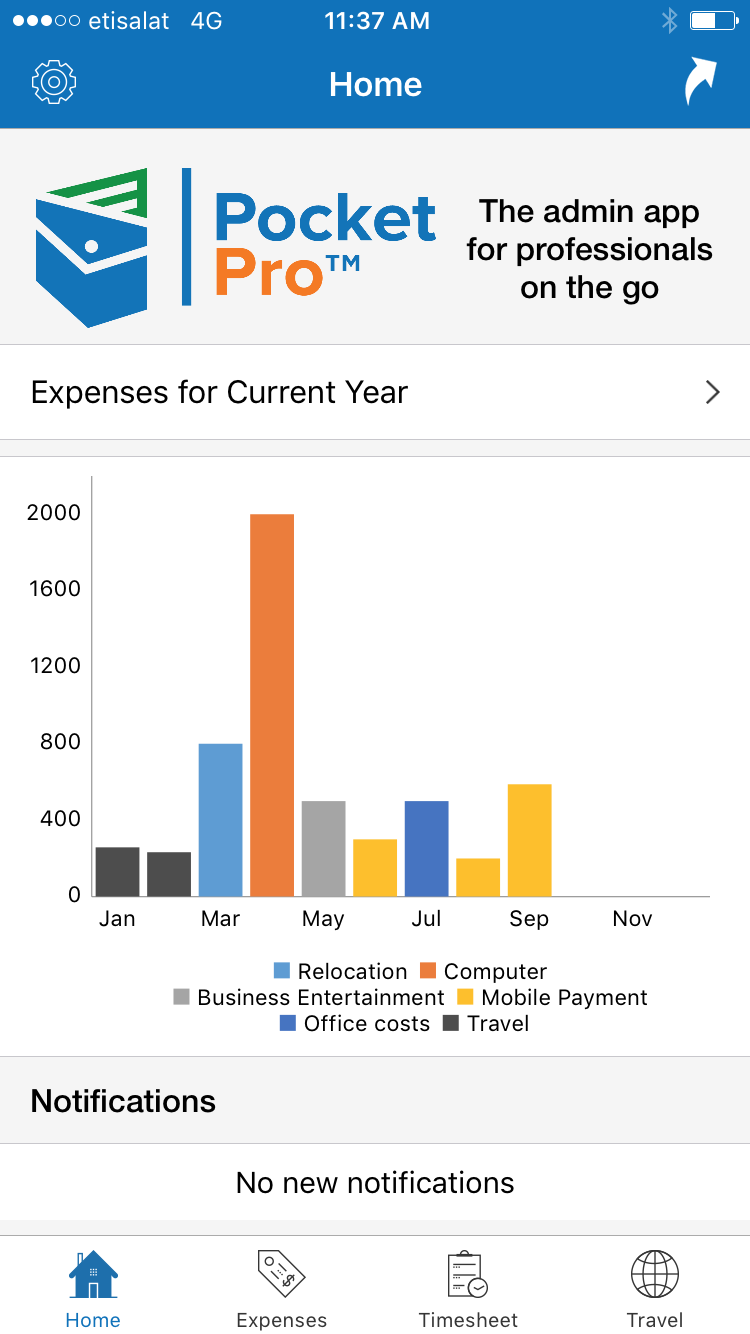 etisalat 4G 11:37 AM
Home
Pocket
Pro™
The admin app
for professionals
on the go
Expenses for Current Year
2000
1600
1200
800
400
0
Jan Mar May Jul Sep Nov
Relocation Computer
Business Entertainment Mobile Payment
Office costs Travel
Notifications
No new notifications
Home Expenses Timesheet Travel